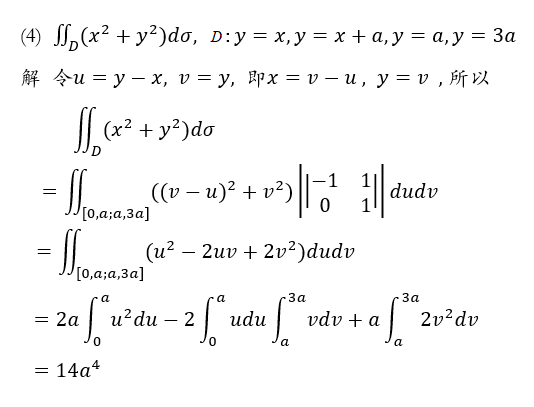 (4) ∬_D (x² + y²)dσ, D: y = x, y = x + a, y = a, y = 3a
解 令u = y − x, v = y, 即x = v − u, y = v ,所以
∬_D (x² + y²)dσ
= ∬_[0,a;a,3a] ((v − u)² + v²) ||−1 1; 0 1|| dudv
= ∬_[0,a;a,3a] (u² − 2uv + 2v²)dudv
= 2a ∫₀^a u²du − 2 ∫₀^a udu ∫_a^3a vdv + a ∫_a^3a 2v²dv
= 14a⁴